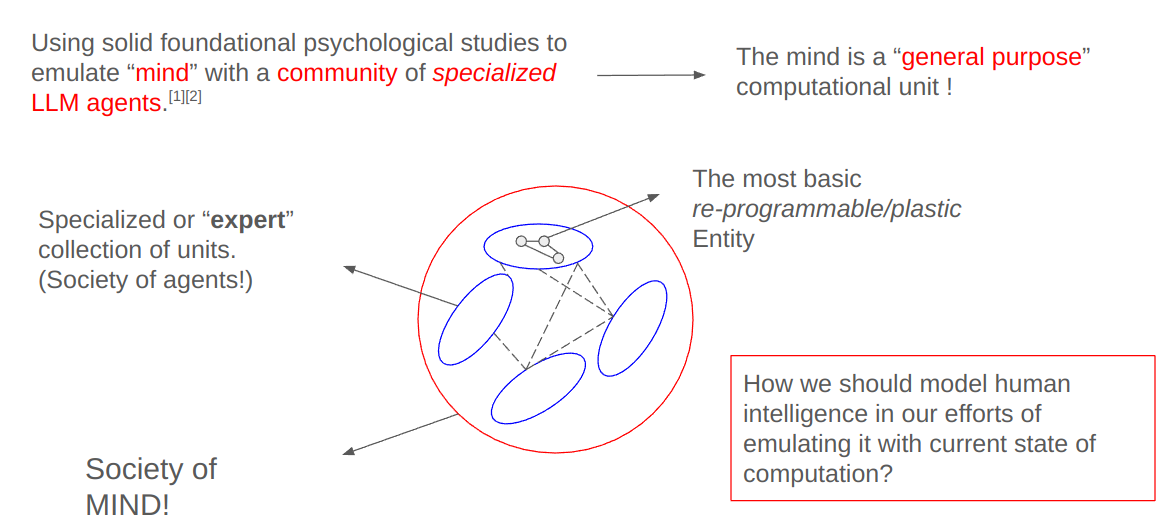 Using solid foundational psychological studies to
emulate “mind” with a community of specialized
LLM agents.[1][2]
The mind is a “general purpose”
computational unit !
The most basic
re-programmable/plastic
Entity
Specialized or “expert”
collection of units.
(Society of agents!)
How we should model human
intelligence in our efforts of
emulating it with current state of
computation?
Society of
MIND!